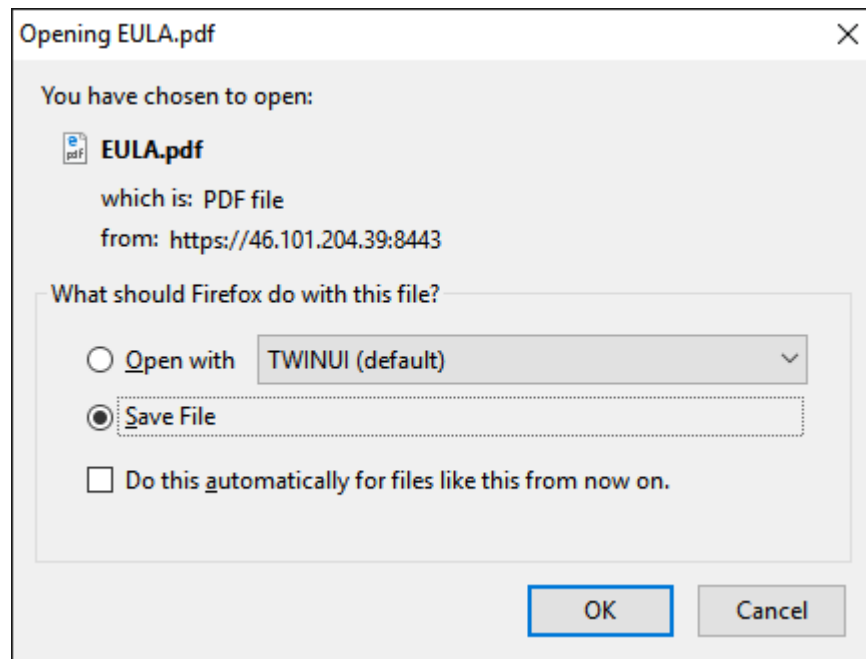 Opening EULA.pdf
You have chosen to open:
EULA.pdf
which is: PDF file
from: https://46.101.204.39:8443
What should Firefox do with this file?
Open with TWINUI (default)
Save File
Do this automatically for files like this from now on.
OK Cancel